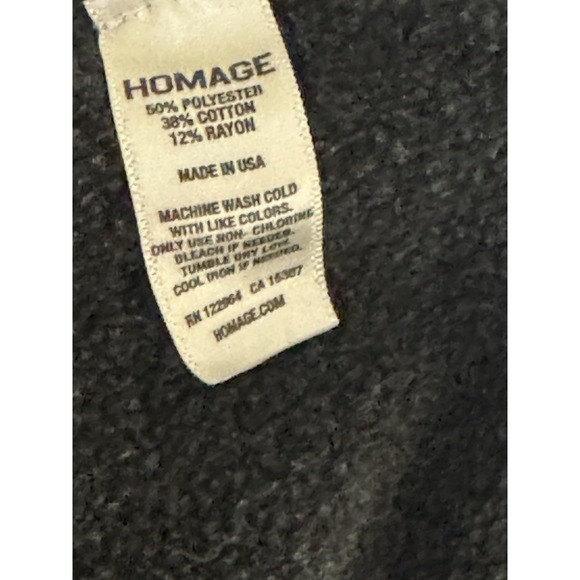 HOMAGE
50% POLYESTER
38% COTTON
12% RAYON
MADE IN USA
MACHINE WASH COLD
WITH LIKE COLORS.
ONLY USE NON- CHLORINE
BLEACH IF NEEDED.
TUMBLE DRY LOW.
COOL IRON IF NEEDED.
RN 122964 CA 16307
HOMAGE.COM